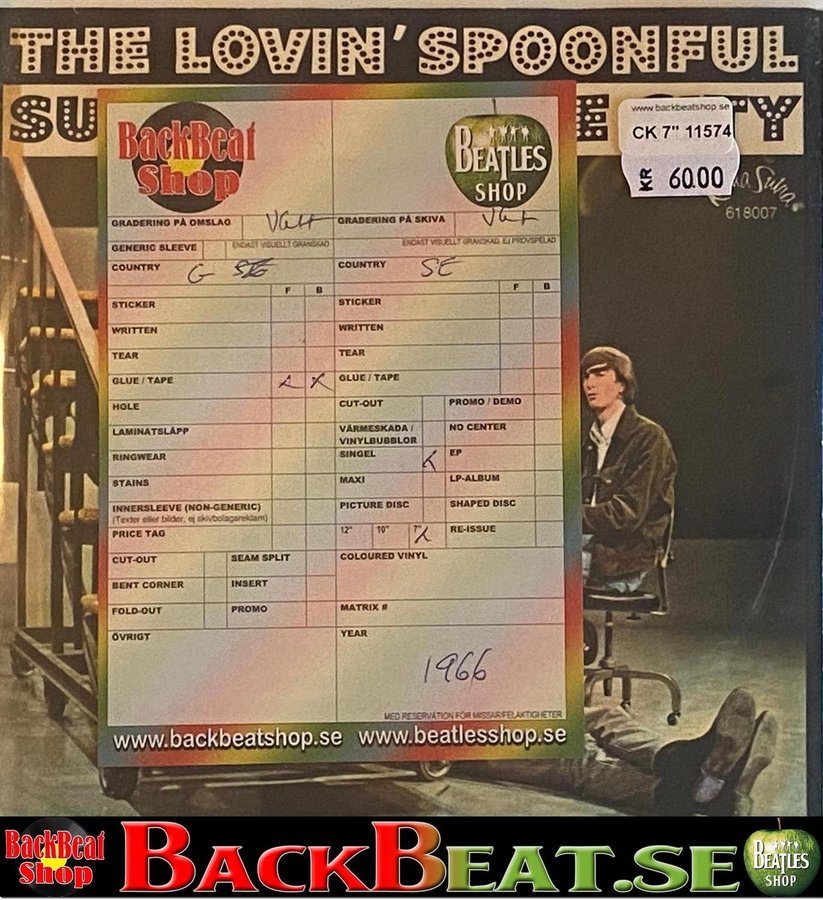 THE LOVIN' SPOONFUL
SU
E CITY
www.backbeatshop.se
CK 7" 11574
KR 60.00
Sutra
618007
BackBeat
Shop
BEATLES
SHOP
GRADERING PÅ OMSLAG VG++ GRADERING PÅ SKIVA VG+
GENERIC SLEEVE ENDAST VISUELLT GRANSKAD ENDAST VISUELLT GRANSKAD, EJ PROVSPELAD
COUNTRY G COUNTRY SE
F B F B
STICKER STICKER
WRITTEN WRITTEN
TEAR TEAR
GLUE / TAPE X X GLUE / TAPE
HOLE CUT-OUT PROMO / DEMO
LAMINATSLÄPP VÄRMESKADA / VINYLBUBBLOR NO CENTER
RINGWEAR SINGEL X EP
STAINS MAXI LP-ALBUM
INNERSLEEVE (NON-GENERIC) PICTURE DISC SHAPED DISC
(Texter eller bilder, ej skivbolagsreklam)
PRICE TAG 12" 10" 7" X RE-ISSUE
CUT-OUT SEAM SPLIT COLOURED VINYL
BENT CORNER INSERT
FOLD-OUT PROMO MATRIX #
ÖVRIGT YEAR
1966
MED RESERVATION FÖR MISSAR/FELAKTIGHETER
www.backbeatshop.se www.beatlesshop.se
BackBeat
Shop
BACKBEAT.SE
BEATLES
SHOP